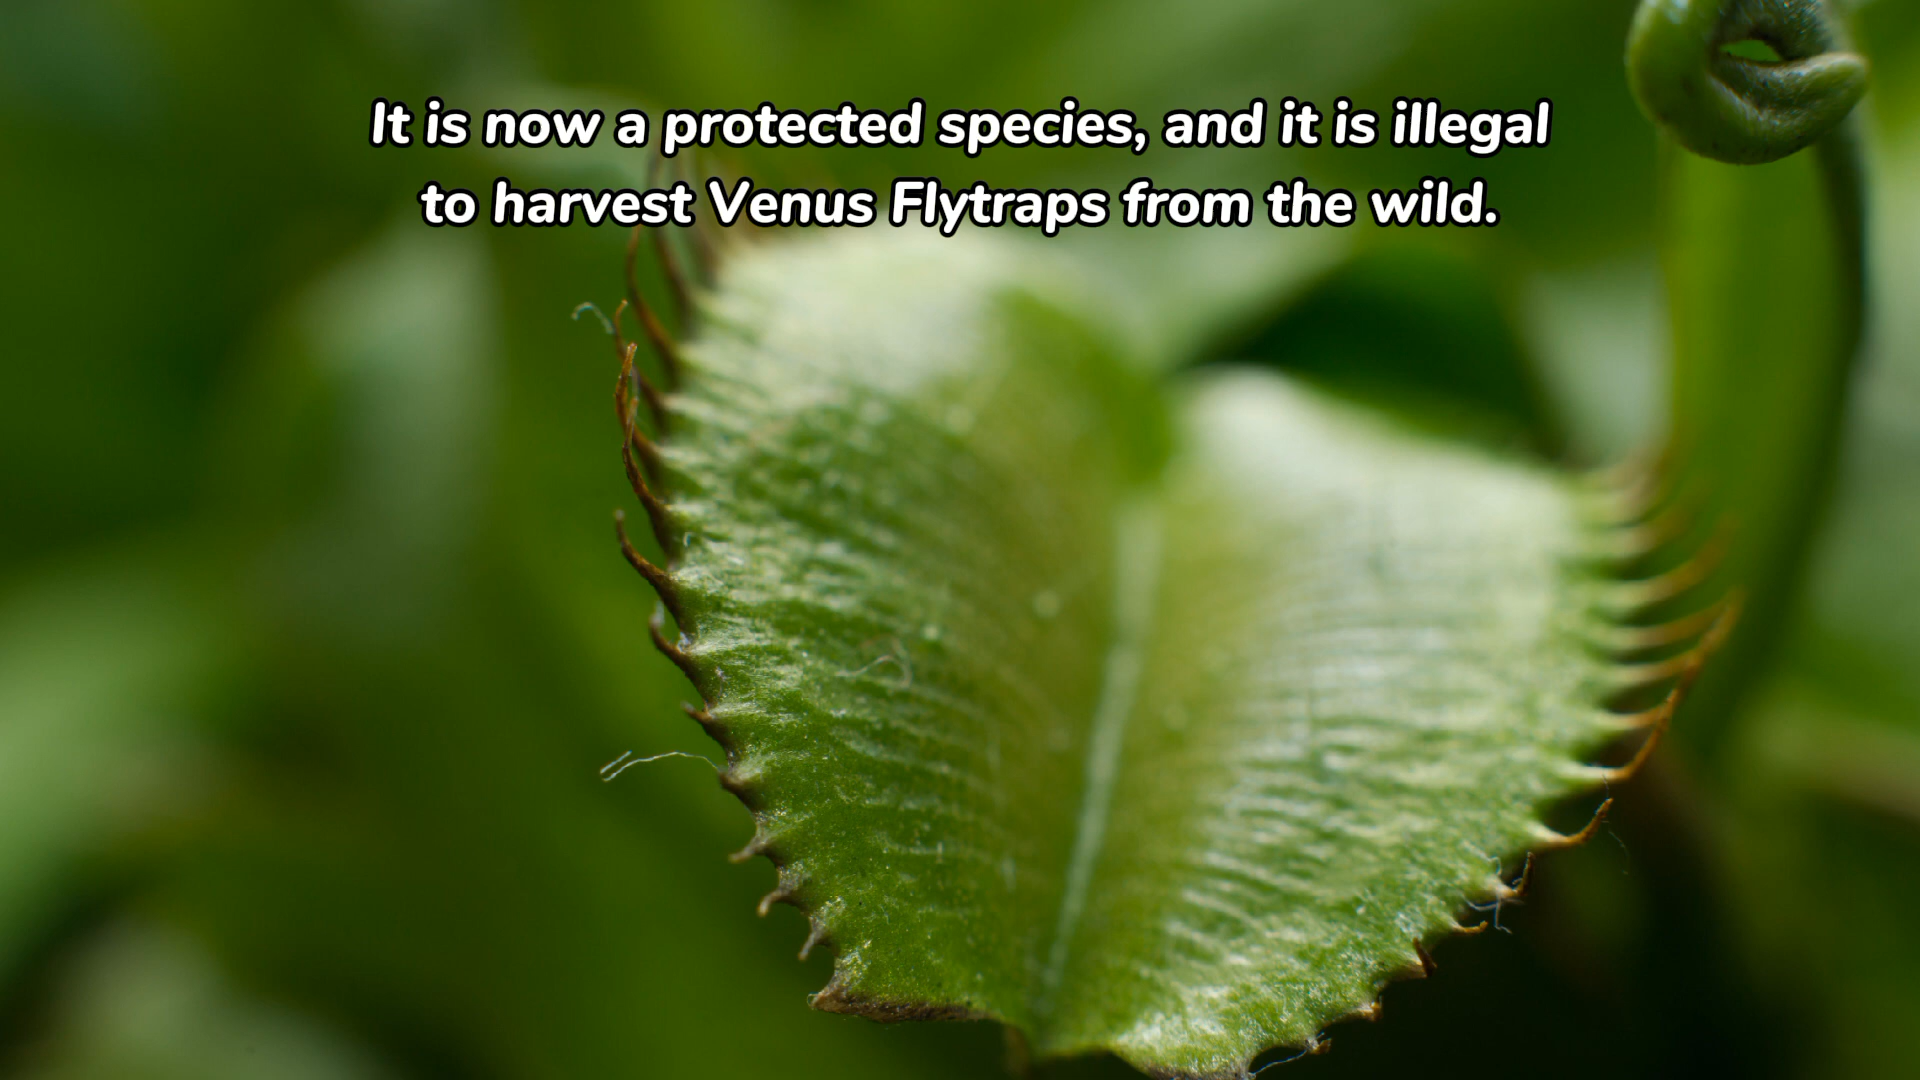 It is now a protected species, and it is illegal
to harvest Venus Flytraps from the wild.